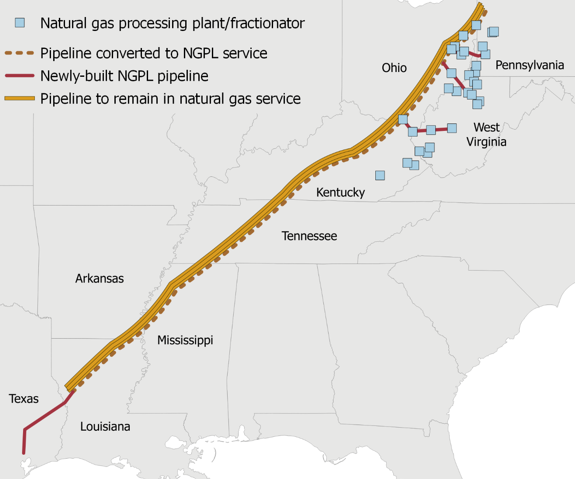 Natural gas processing plant/fractionator
Pipeline converted to NGPL service
Newly-built NGPL pipeline
Pipeline to remain in natural gas service
Ohio
Pennsylvania
West
Virginia
Kentucky
Tennessee
Arkansas
Mississippi
Texas
Louisiana